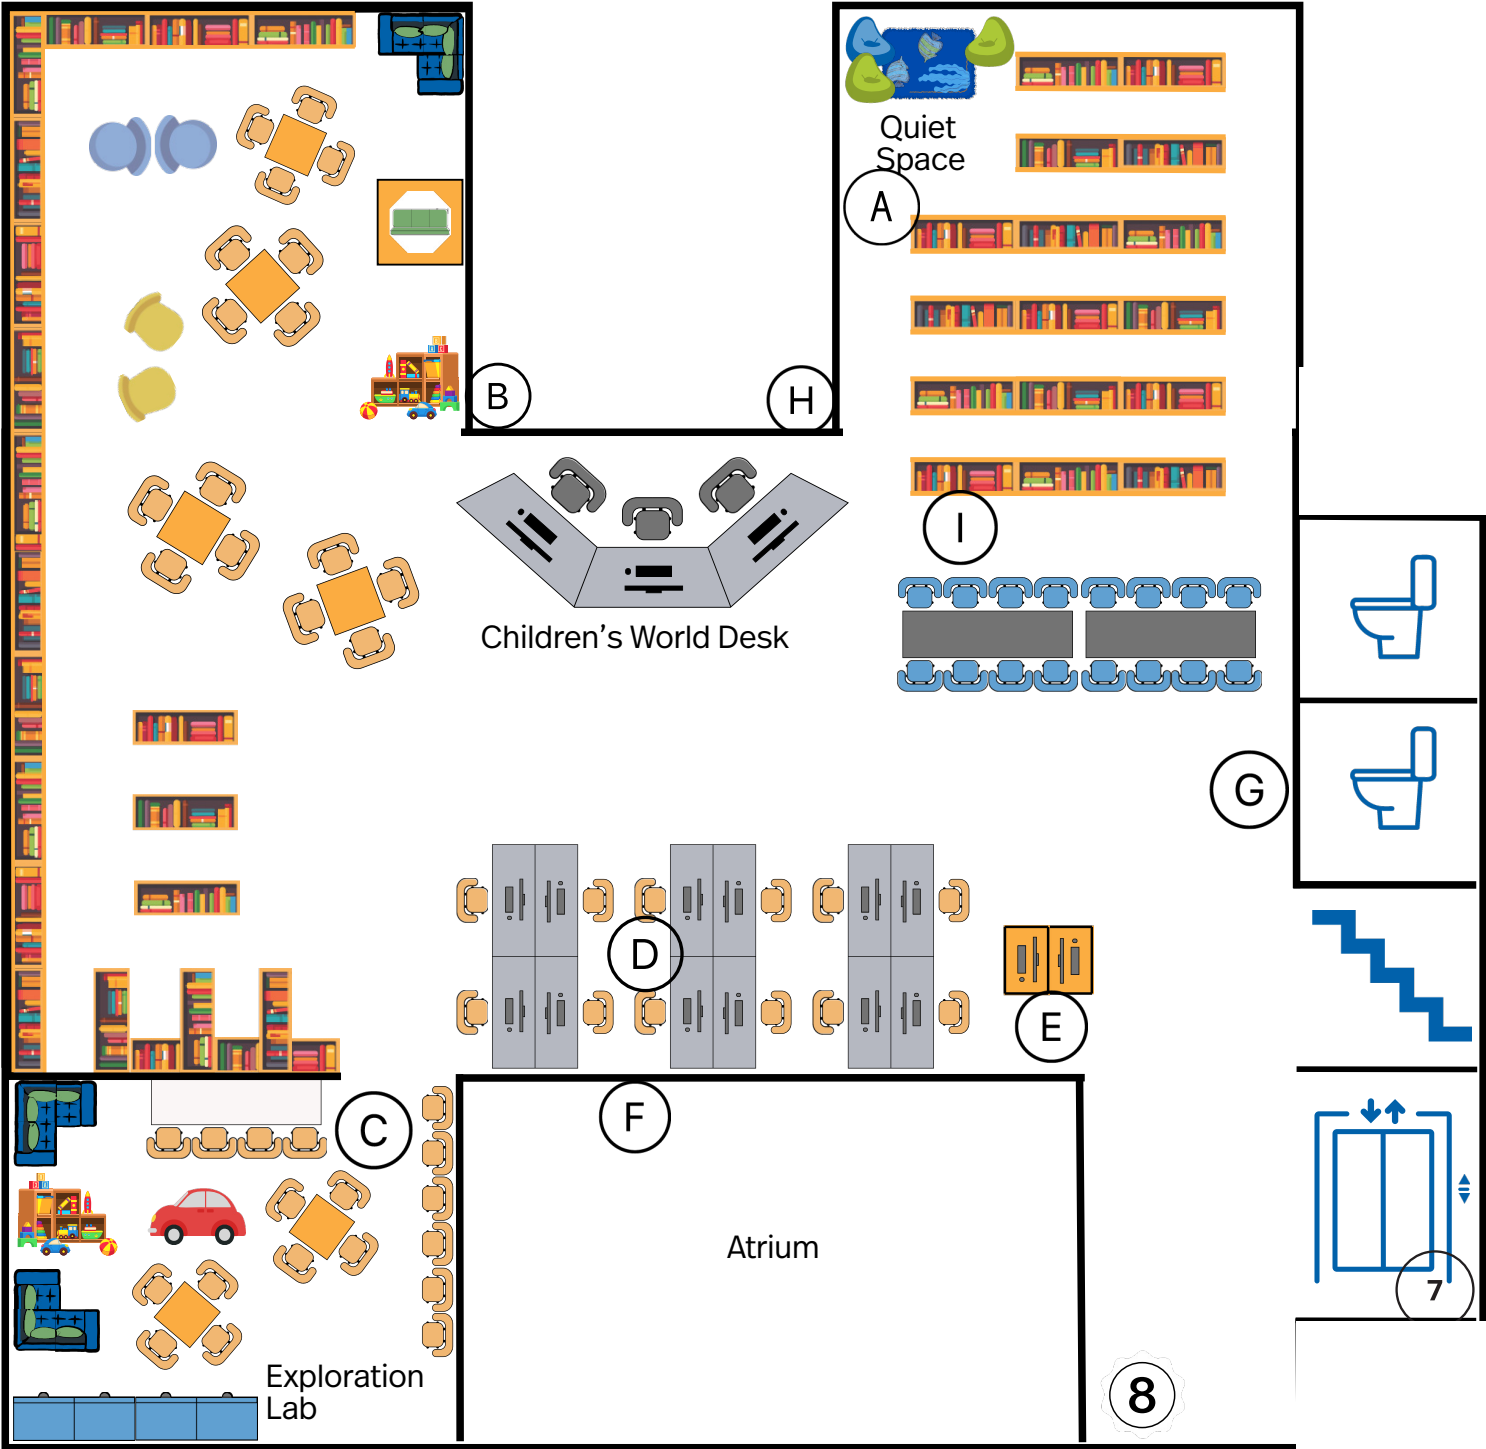 Quiet
Space
A
B
H
I
Children's World Desk
G
D
E
F
C
Atrium
7
Exploration
Lab
8